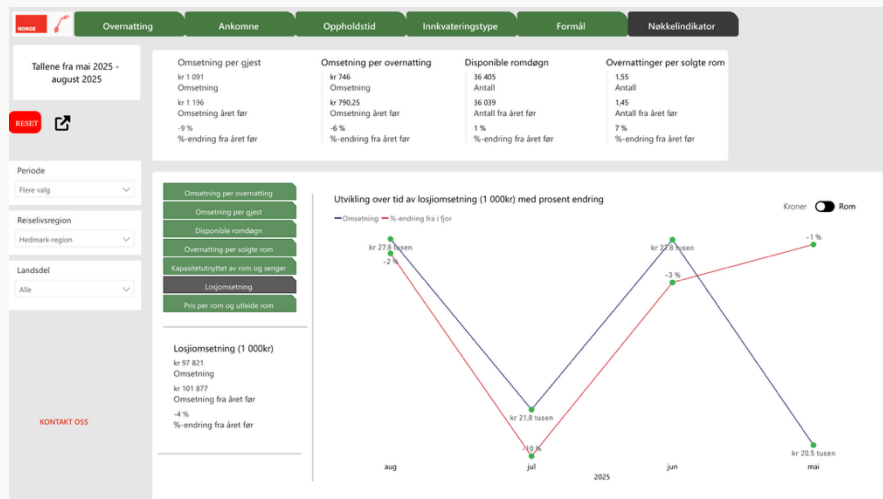 NORGE
Overnatting
Ankomne
Oppholdstid
Innkvateringstype
Formål
Nøkkelindikator
Tallene fra mai 2025 -
august 2025
RESET
Periode
Flere valg
Reiselivsregion
Hedmark-region
Landsdel
Alle
KONTAKT OSS
Omsetning per gjest
kr 1 091
Omsetning
kr 1 196
Omsetning året før
-9 %
%-endring fra året før
Omsetning per overnatting
kr 746
Omsetning
kr 790,25
Omsetning året før
-6 %
%-endring fra året før
Disponible romdøgn
36 405
Antall
36 039
Antall fra året før
1 %
%-endring fra året før
Overnattinger per solgte rom
1,55
Antall
1,45
Antall fra året før
7 %
%-endring fra året før
Omsetning per overnatting
Omsetning per gjest
Disponible romdøgn
Overnatting per solgte rom
Kapasitetutnyttet av rom og senger
Losjiomsetning
Pris per rom og utleide rom
Losjiomsetning (1 000kr)
kr 97 821
Omsetning
kr 101 877
Omsetning fra året før
-4 %
%-endring fra året før
Utvikling over tid av losjiomsetning (1 000kr) med prosent endring
Omsetning %-endring fra i fjor
Kroner Rom
kr 27,8 tusen
-2 %
kr 21,8 tusen
-10 %
kr 27,8 tusen
-3 %
-1 %
kr 20,5 tusen
aug jul jun mai
2025